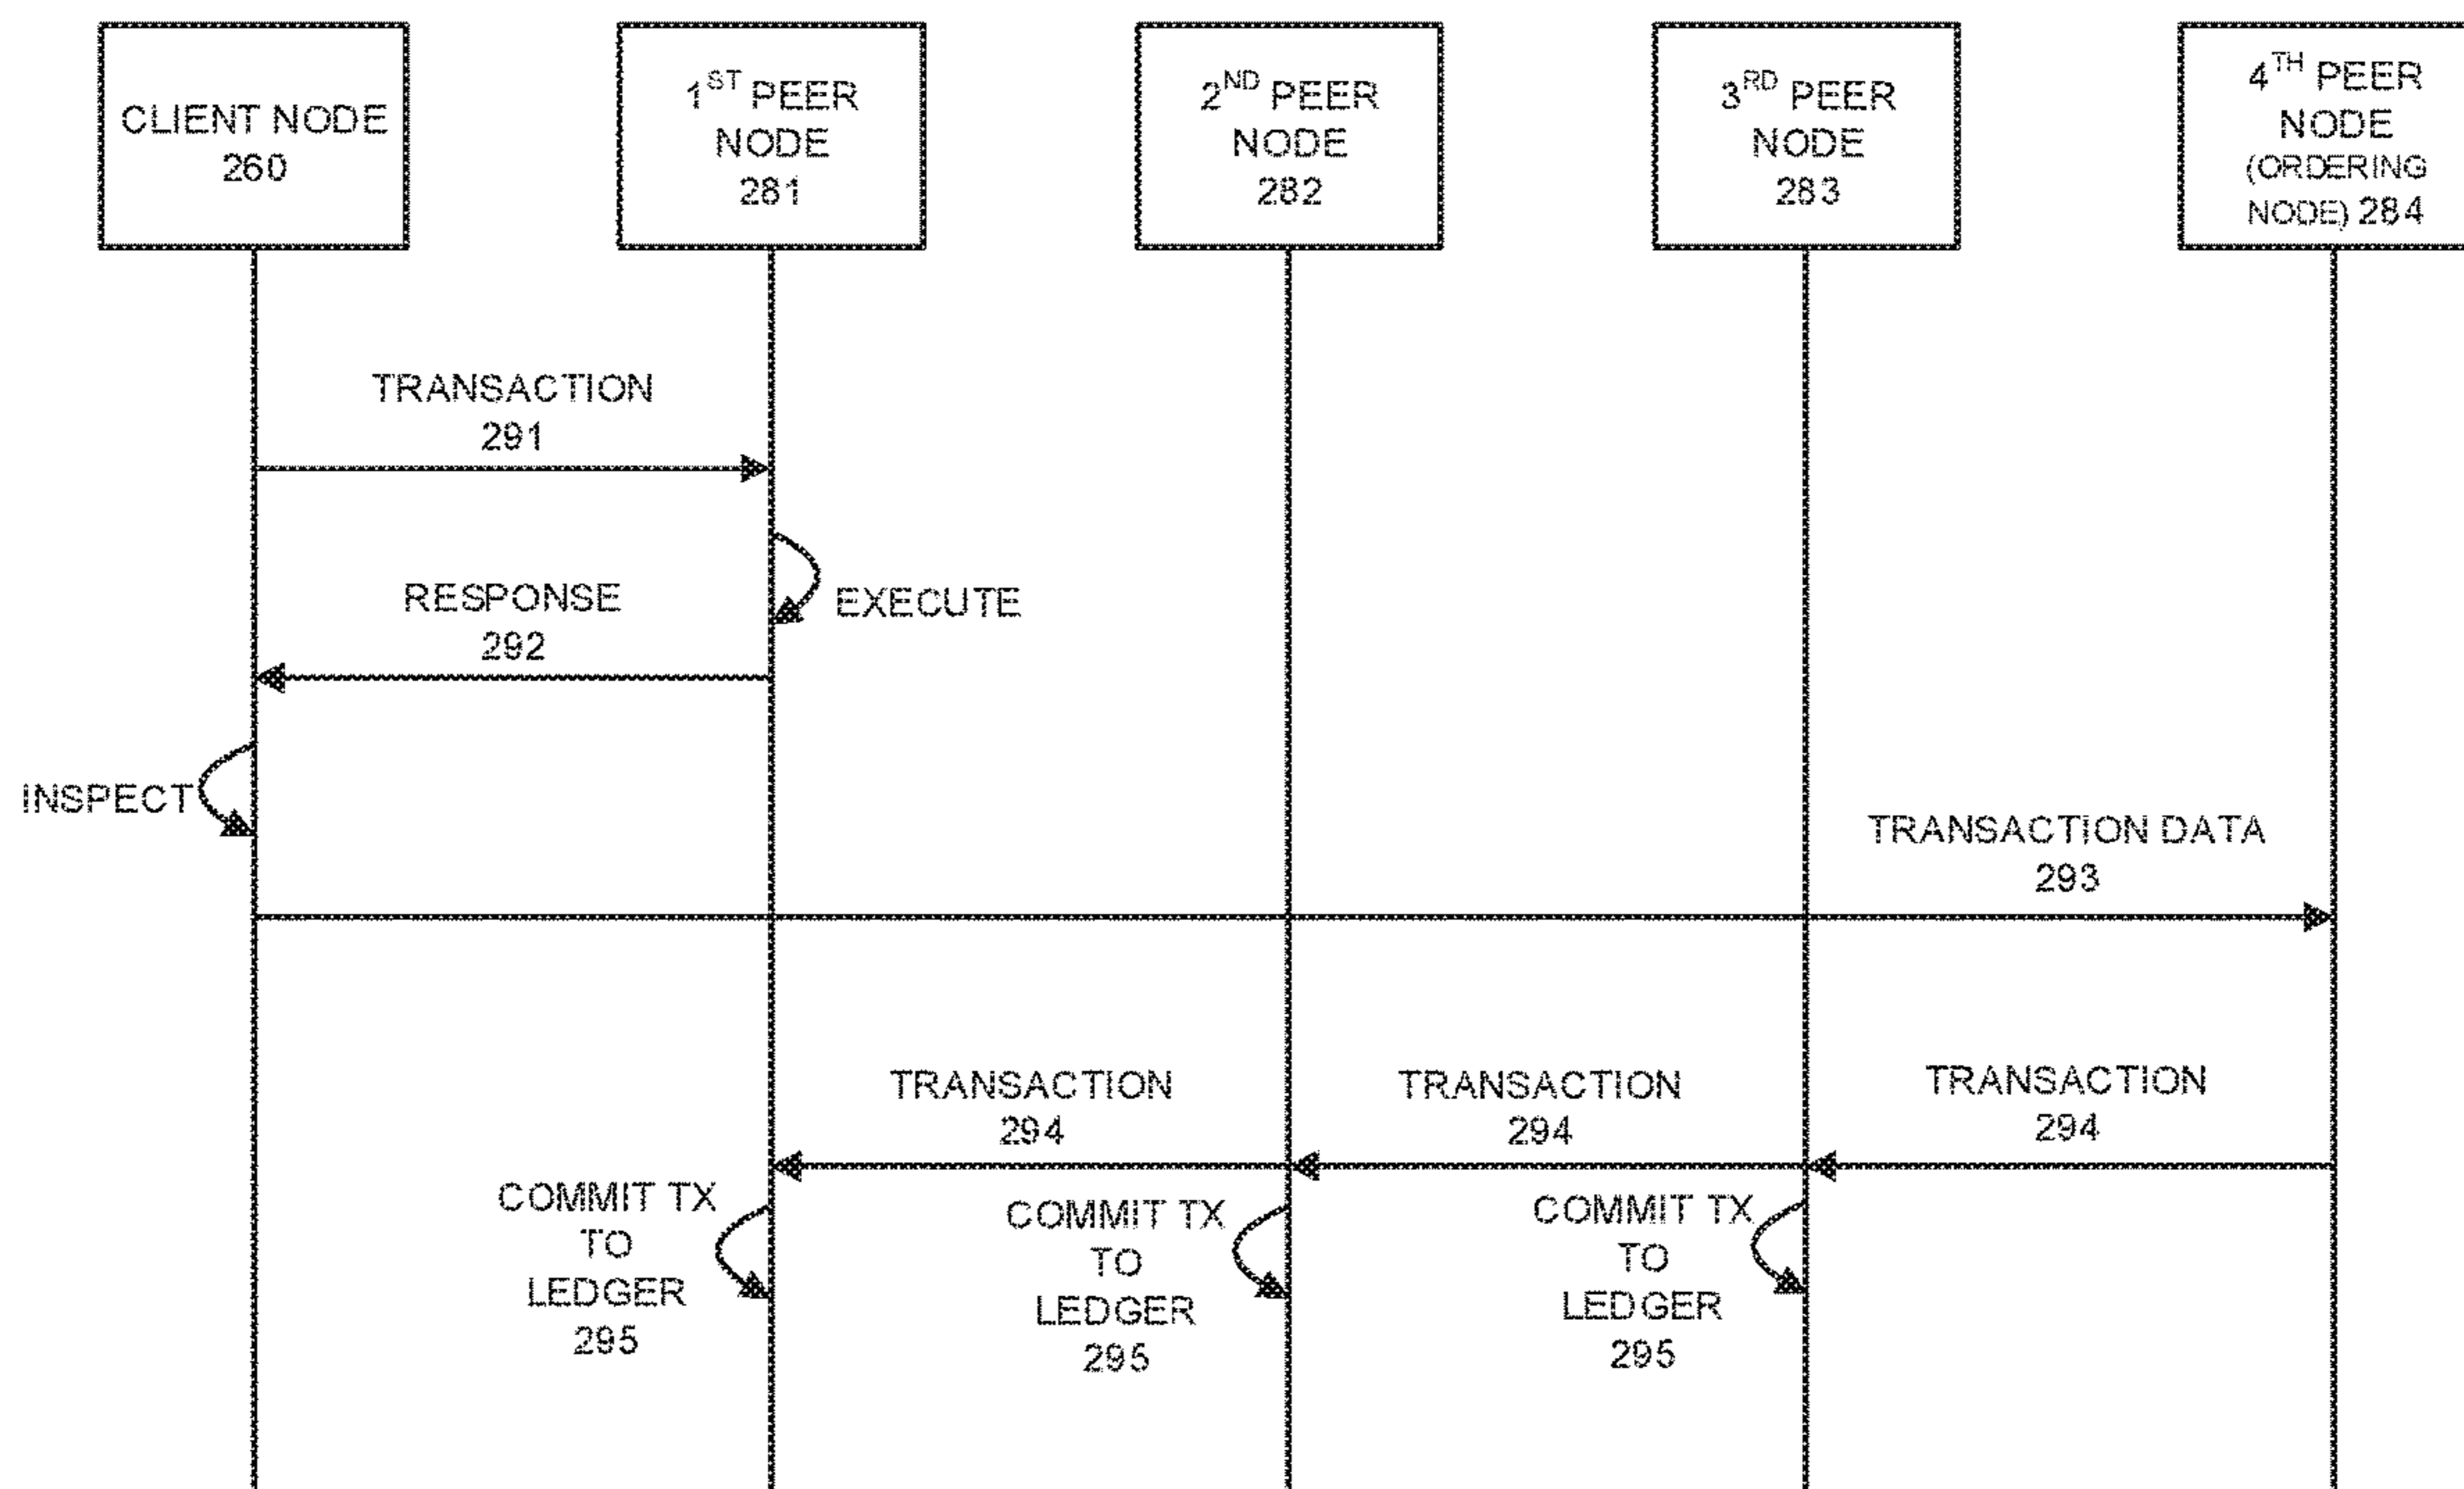 CLIENT NODE
260
1ST PEER
NODE
281
2ND PEER
NODE
282
3RD PEER
NODE
283
4TH PEER
NODE
(ORDERING
NODE) 284
TRANSACTION
291
EXECUTE
RESPONSE
292
INSPECT
TRANSACTION DATA
293
TRANSACTION
294
TRANSACTION
294
TRANSACTION
294
COMMIT TX
TO
LEDGER
295
COMMIT TX
TO
LEDGER
295
COMMIT TX
TO
LEDGER
295